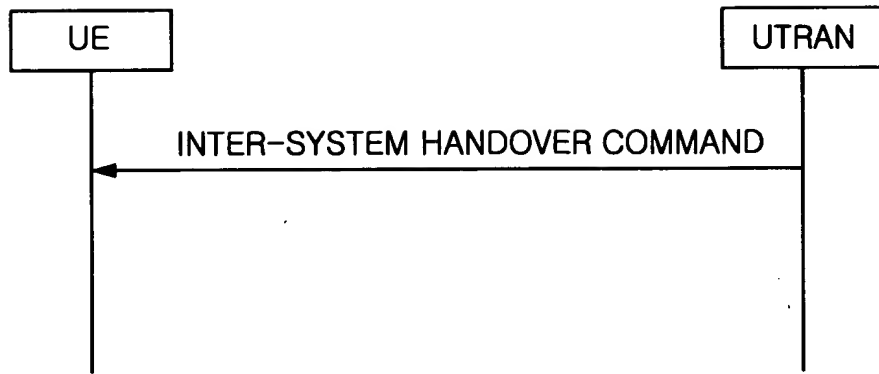 UE
UTRAN
INTER-SYSTEM HANDOVER COMMAND